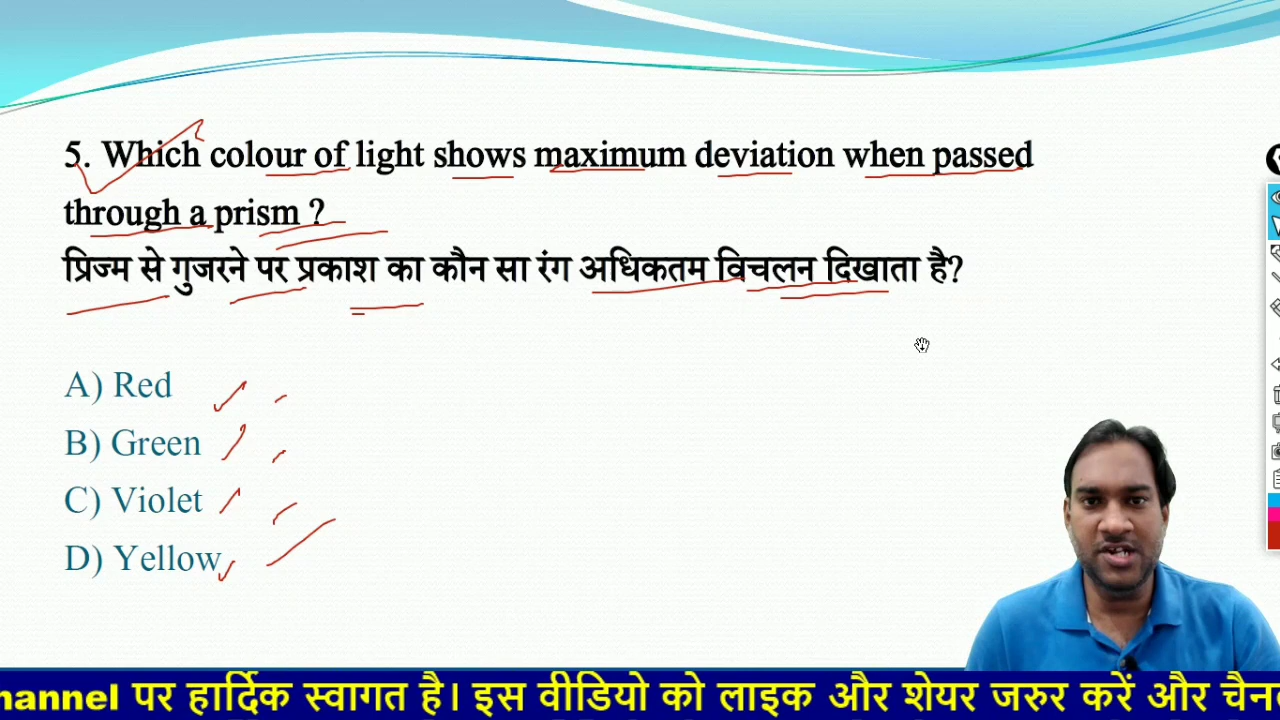 5. Which colour of light shows maximum deviation when passed
through a prism ?
प्रिज्म से गुजरने पर प्रकाश का कौन सा रंग अधिकतम विचलन दिखाता है?
A) Red
B) Green
C) Violet
D) Yellow
hannel पर हार्दिक स्वागत है। इस वीडियो को लाइक और शेयर जरुर करें और चैन